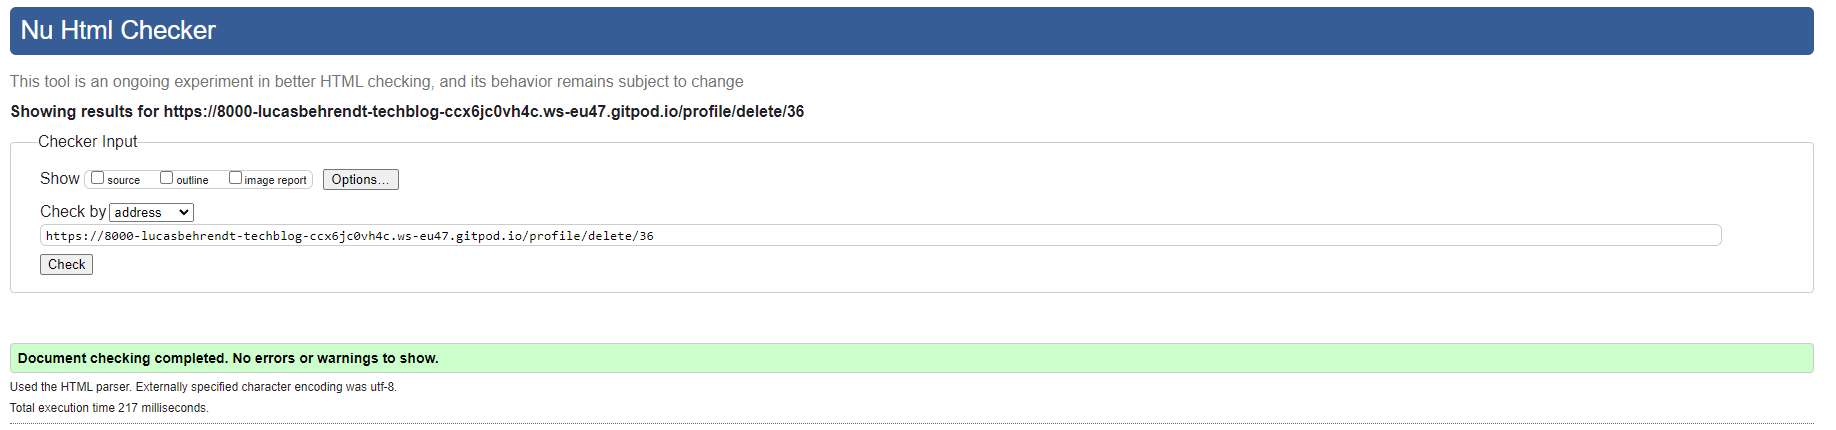 Nu Html Checker
This tool is an ongoing experiment in better HTML checking, and its behavior remains subject to change
Showing results for https://8000-lucasbehrendt-techblog-ccx6jc0vh4c.ws-eu47.gitpod.io/profile/delete/36
Checker Input
Show source outline image report Options...
Check by address
https://8000-lucasbehrendt-techblog-ccx6jc0vh4c.ws-eu47.gitpod.io/profile/delete/36
Check
Document checking completed. No errors or warnings to show.
Used the HTML parser. Externally specified character encoding was utf-8.
Total execution time 217 milliseconds.